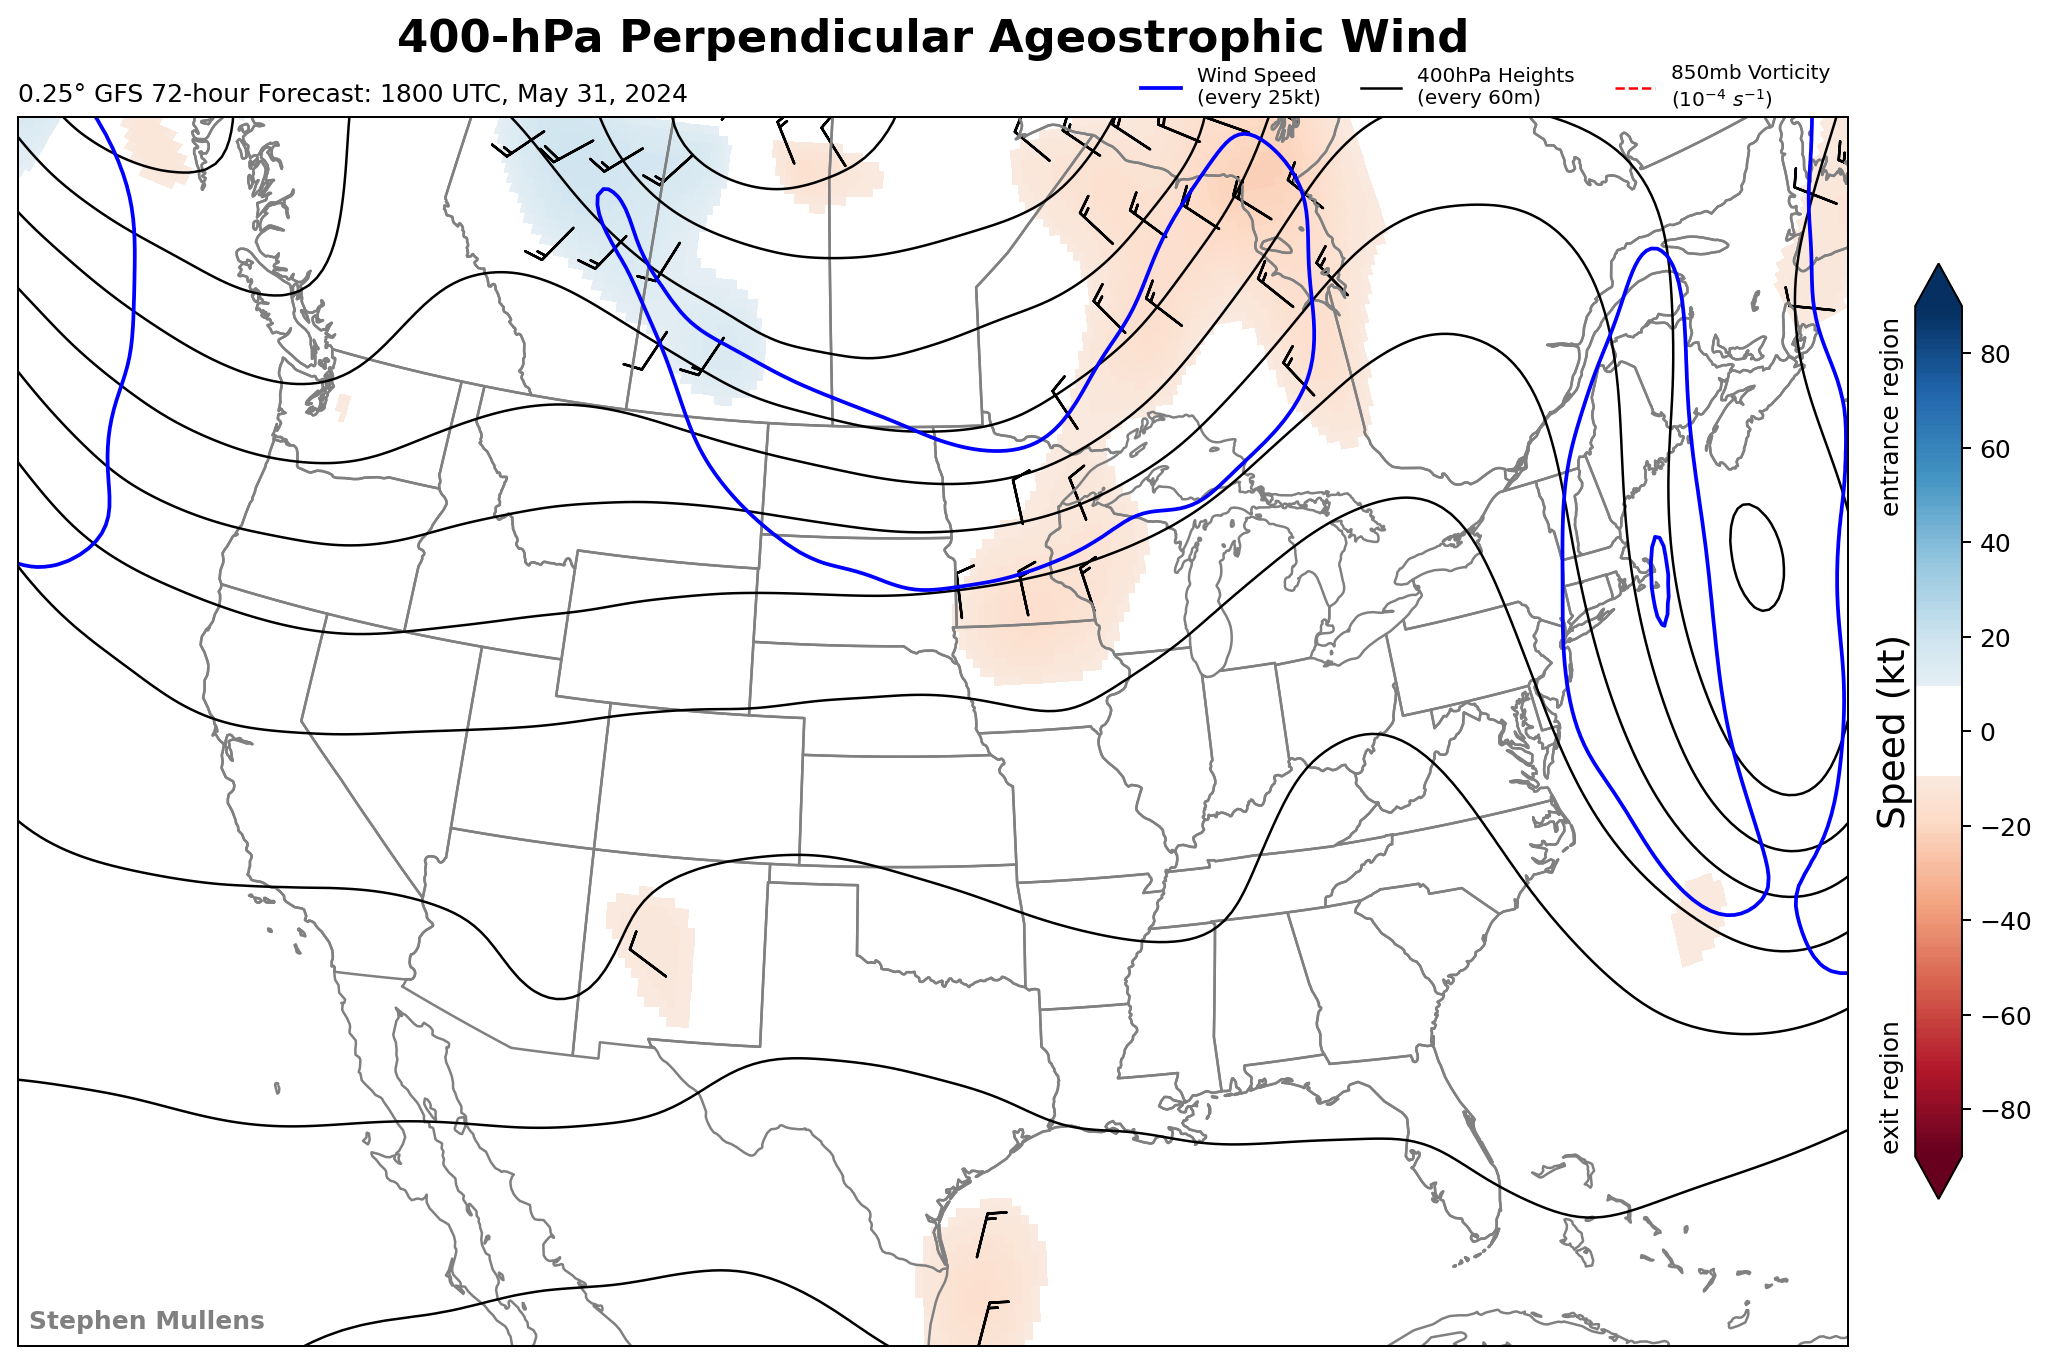 400-hPa Perpendicular Ageostrophic Wind
0.25° GFS 72-hour Forecast: 1800 UTC, May 31, 2024
Wind Speed
(every 25kt)
400hPa Heights
(every 60m)
850mb Vorticity
(10⁻⁴ s⁻¹)
entrance region
Speed (kt)
exit region
80
60
40
20
0
−20
−40
−60
−80
Stephen Mullens